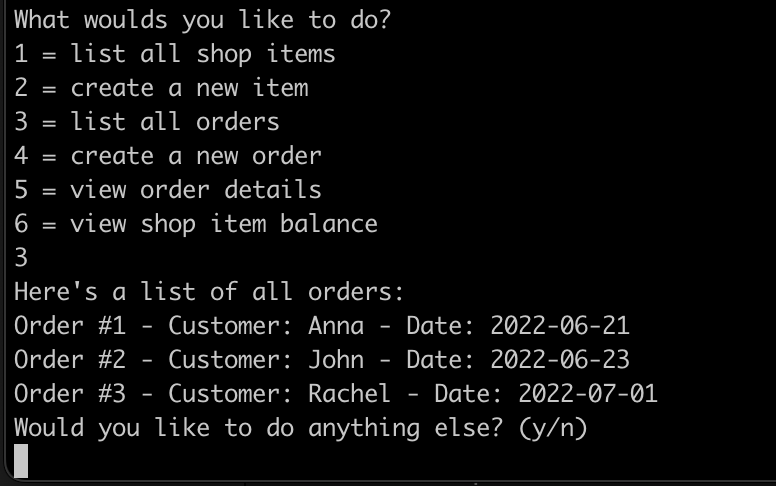 What woulds you like to do?
1 = list all shop items
2 = create a new item
3 = list all orders
4 = create a new order
5 = view order details
6 = view shop item balance
3
Here's a list of all orders:
Order #1 - Customer: Anna - Date: 2022-06-21
Order #2 - Customer: John - Date: 2022-06-23
Order #3 - Customer: Rachel - Date: 2022-07-01
Would you like to do anything else? (y/n)